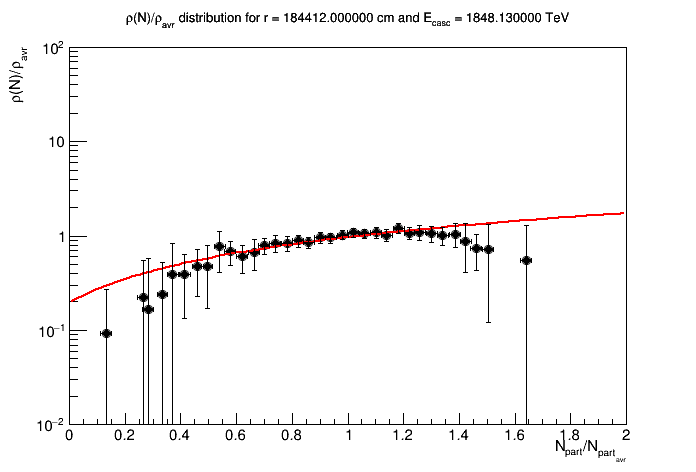 ρ(N)/ρavr distribution for r = 184412.000000 cm and Ecasc = 1848.130000 TeV
ρ(N)/ρavr
10²
10
1
10⁻¹
10⁻²
0 0.2 0.4 0.6 0.8 1 1.2 1.4 1.6 1.8 2
Npart/Npartavr